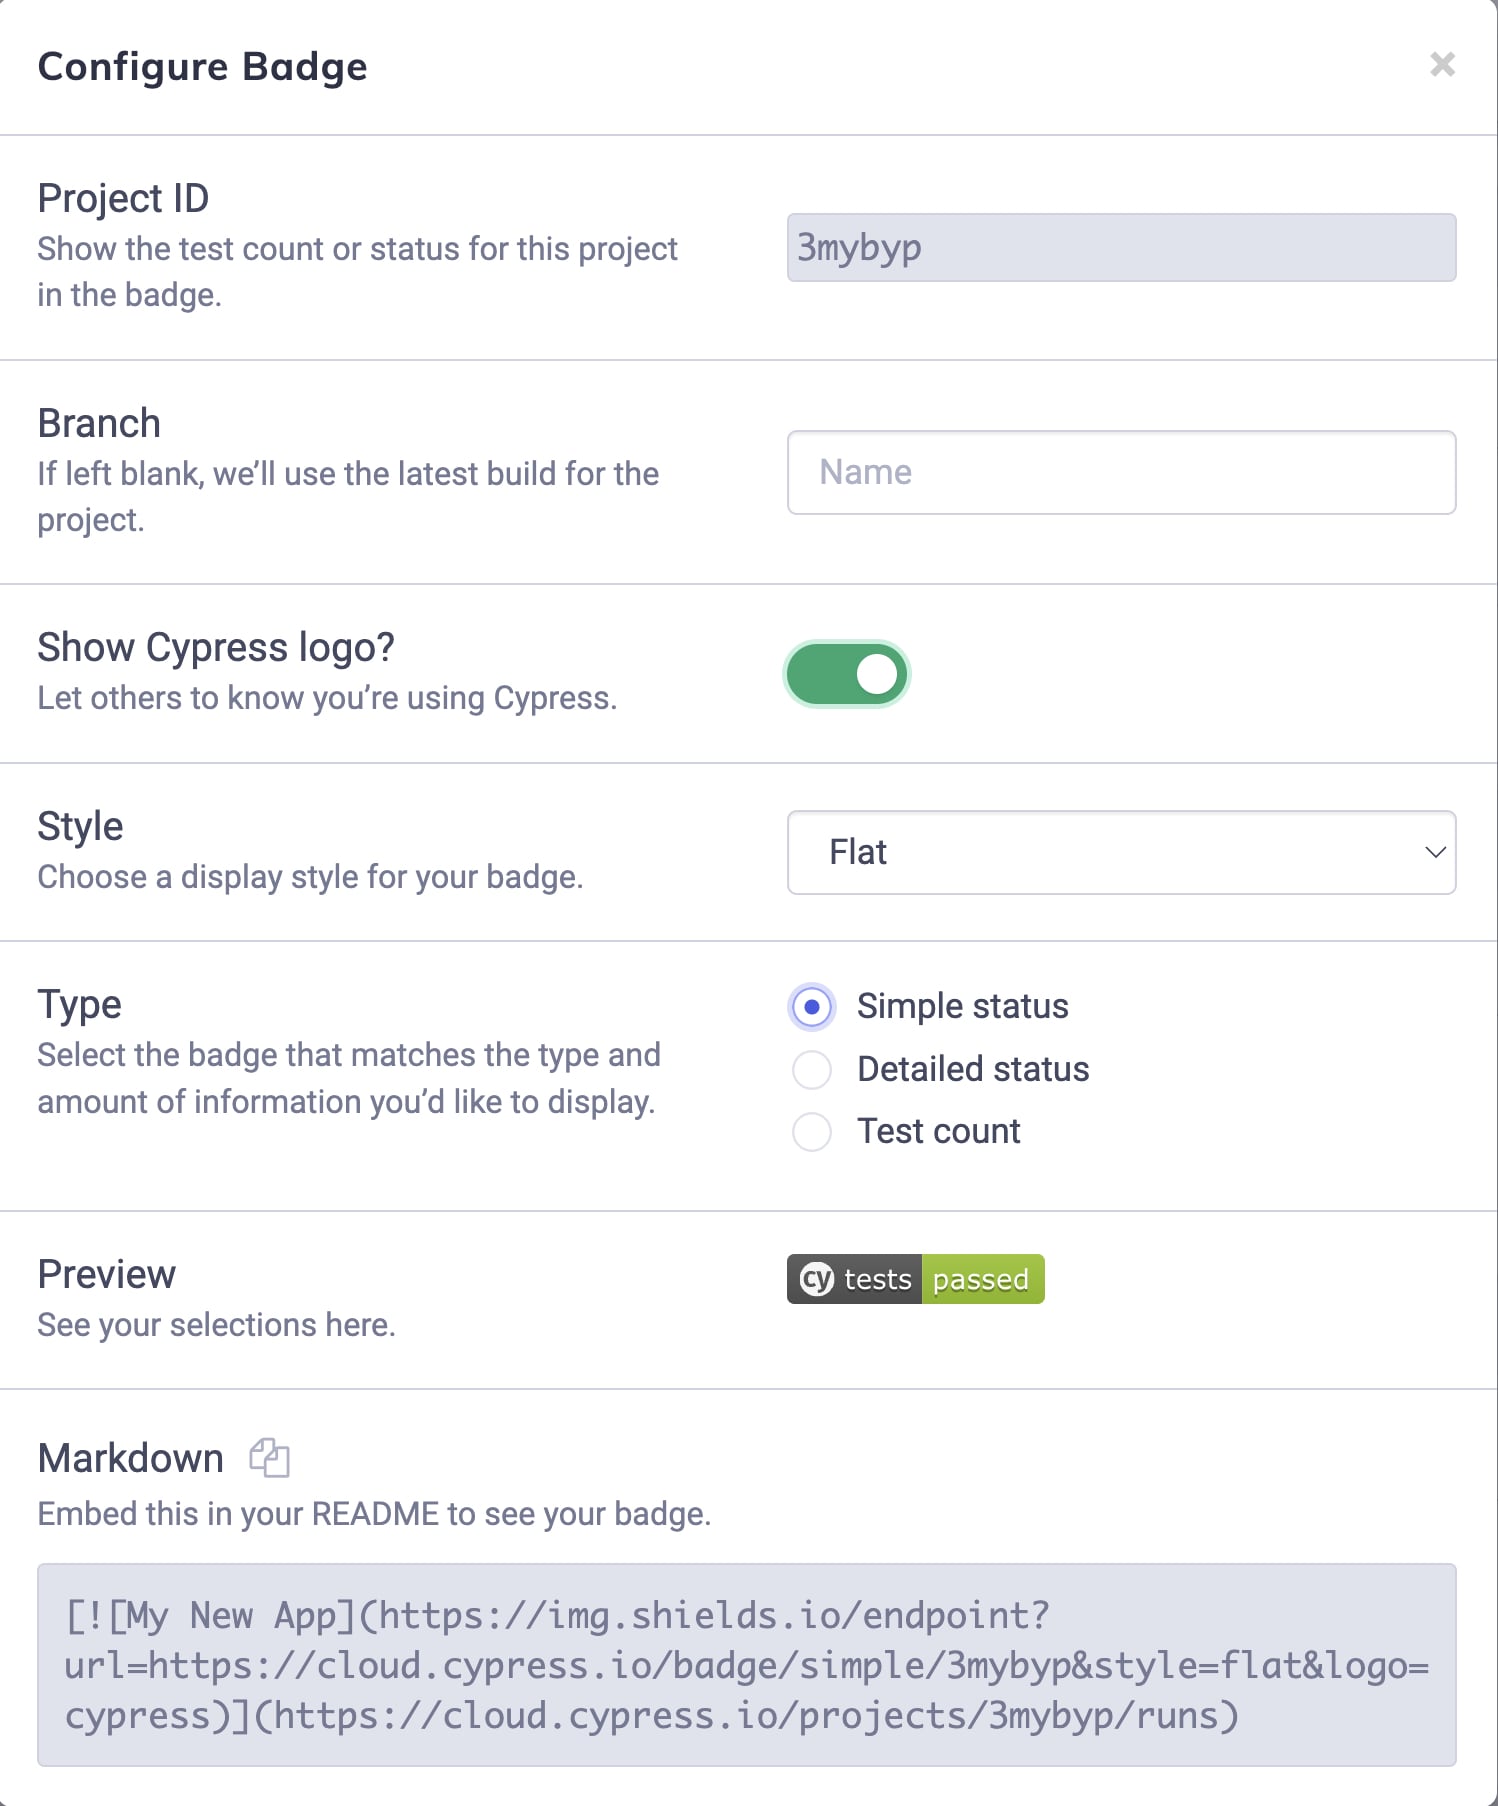 Configure Badge
Project ID
Show the test count or status for this project
in the badge.
3mybyp
Branch
If left blank, we’ll use the latest build for the
project.
Name
Show Cypress logo?
Let others to know you’re using Cypress.
Style
Choose a display style for your badge.
Flat
Type
Select the badge that matches the type and
amount of information you’d like to display.
Simple status
Detailed status
Test count
Preview
See your selections here.
cy tests passed
Markdown
Embed this in your README to see your badge.
[![My New App](https://img.shields.io/endpoint?
url=https://cloud.cypress.io/badge/simple/3mybyp&style=flat&logo=
cypress)](https://cloud.cypress.io/projects/3mybyp/runs)